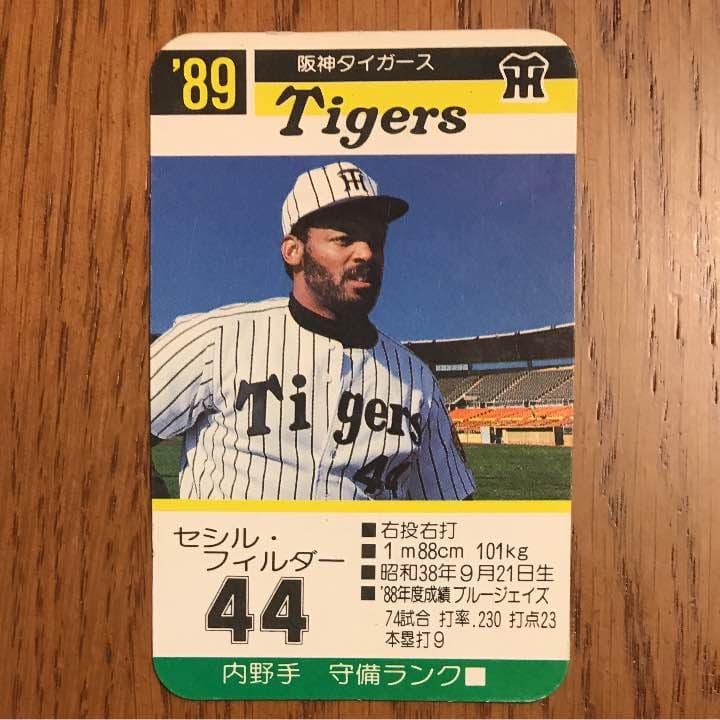 '89
阪神タイガース
HT
Tigers
HT
Tigers
44
セシル・
フィルダー
44
■右投右打
■1m88cm 101kg
■昭和38年9月21日生
■'88年度成績 ブルージェイズ
74試合 打率.230 打点23
本塁打9
内野手 守備ランク■